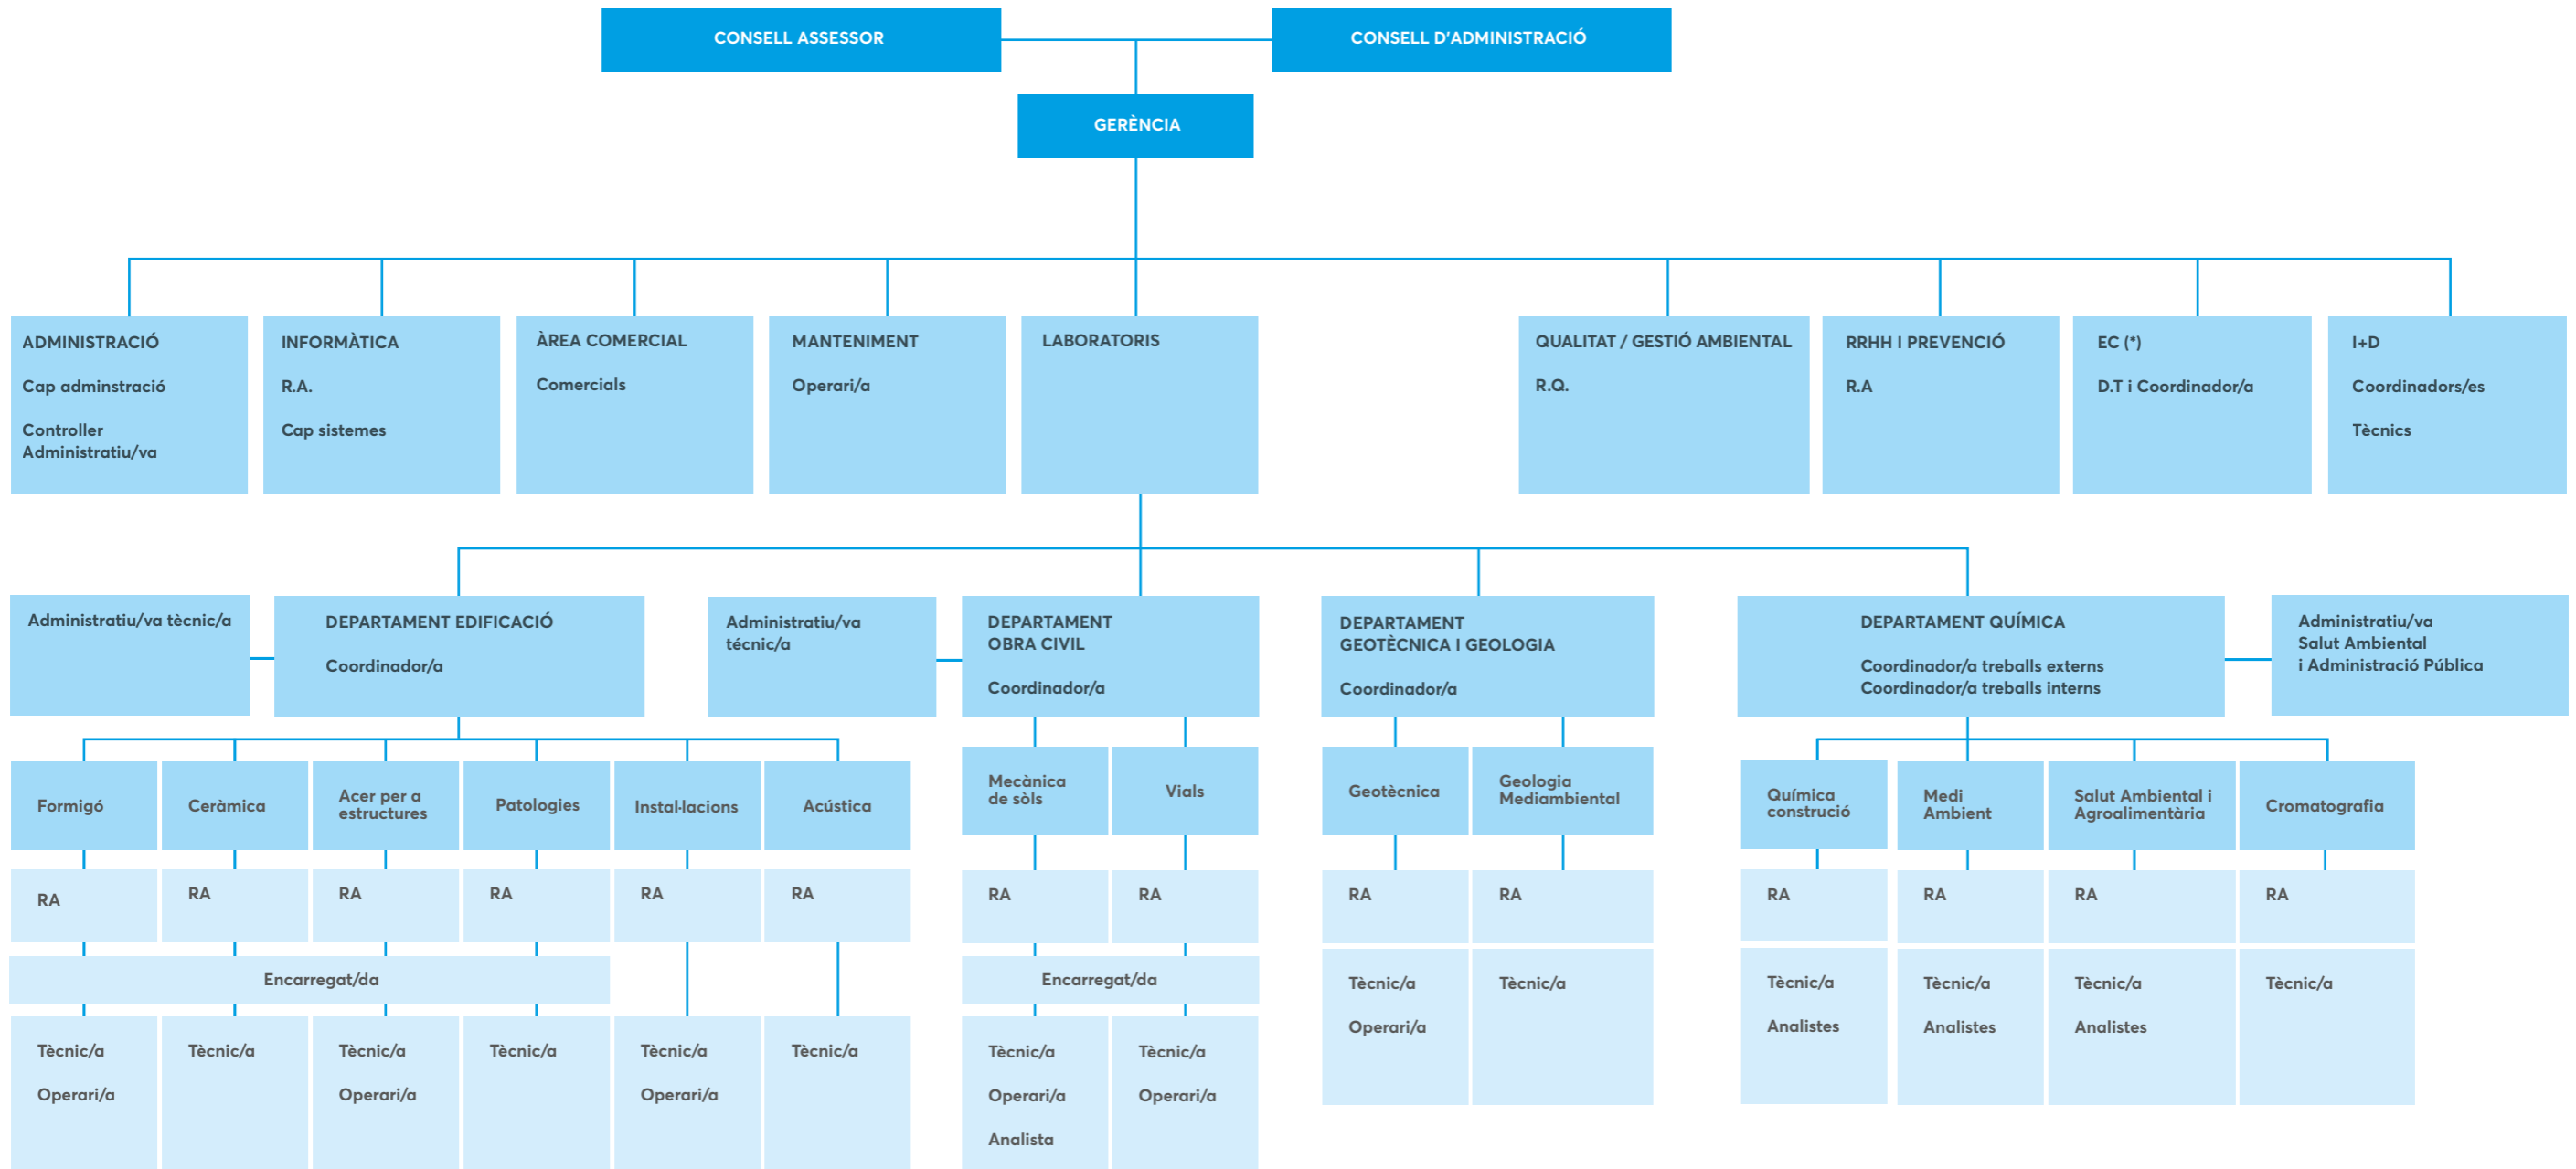 CONSELL ASSESSOR
CONSELL D'ADMINISTRACIÓ
GERÈNCIA
ADMINISTRACIÓ
Cap adminstració
Controller
Administratiu/va
INFORMÀTICA
R.A.
Cap sistemes
ÀREA COMERCIAL
Comercials
MANTENIMENT
Operari/a
LABORATORIS
QUALITAT / GESTIÓ AMBIENTAL
R.Q.
RRHH I PREVENCIÓ
R.A
EC (*)
D.T i Coordinador/a
I+D
Coordinadors/es
Tècnics
Administratiu/va tècnic/a
DEPARTAMENT EDIFICACIÓ
Coordinador/a
Administratiu/va
técnic/a
DEPARTAMENT
OBRA CIVIL
Coordinador/a
DEPARTAMENT
GEOTÈCNICA I GEOLOGIA
Coordinador/a
DEPARTAMENT QUÍMICA
Coordinador/a treballs externs
Coordinador/a treballs interns
Administratiu/va
Salut Ambiental
i Administració Pública
Formigó
Ceràmica
Acer per a
estructures
Patologies
Instal·lacions
Acústica
Mecànica
de sòls
Vials
Geotècnica
Geologia
Mediambiental
Química
construció
Medi
Ambient
Salut Ambiental i
Agroalimentària
Cromatografia
RA
RA
RA
RA
RA
RA
RA
RA
RA
RA
RA
RA
RA
RA
Encarregat/da
Encarregat/da
Tècnic/a
Operari/a
Tècnic/a
Tècnic/a
Operari/a
Tècnic/a
Tècnic/a
Operari/a
Tècnic/a
Tècnic/a
Operari/a
Analista
Tècnic/a
Operari/a
Tècnic/a
Operari/a
Tècnic/a
Tècnic/a
Analistes
Tècnic/a
Analistes
Tècnic/a
Analistes
Tècnic/a